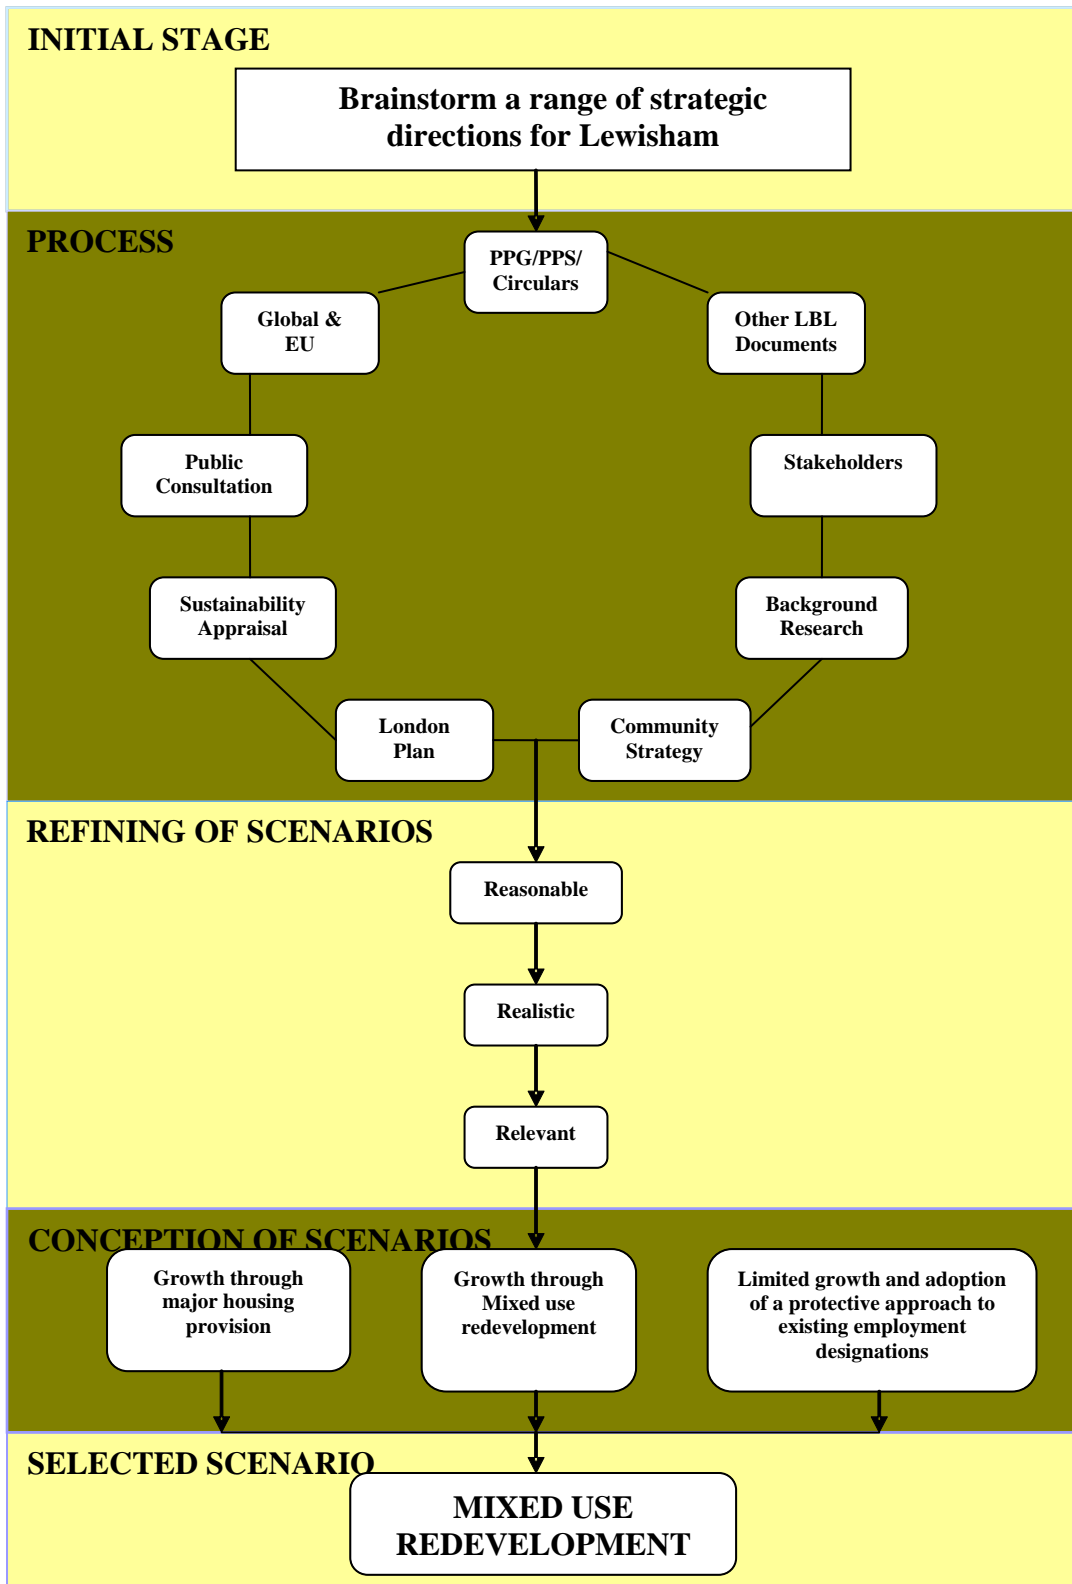 INITIAL STAGE
Brainstorm a range of strategic
directions for Lewisham
PROCESS
PPG/PPS/
Circulars
Global &
EU
Other LBL
Documents
Public
Consultation
Stakeholders
Sustainability
Appraisal
Background
Research
London
Plan
Community
Strategy
REFINING OF SCENARIOS
Reasonable
Realistic
Relevant
CONCEPTION OF SCENARIOS
Growth through
major housing
provision
Growth through
Mixed use
redevelopment
Limited growth and adoption
of a protective approach to
existing employment
designations
SELECTED SCENARIO
MIXED USE
REDEVELOPMENT